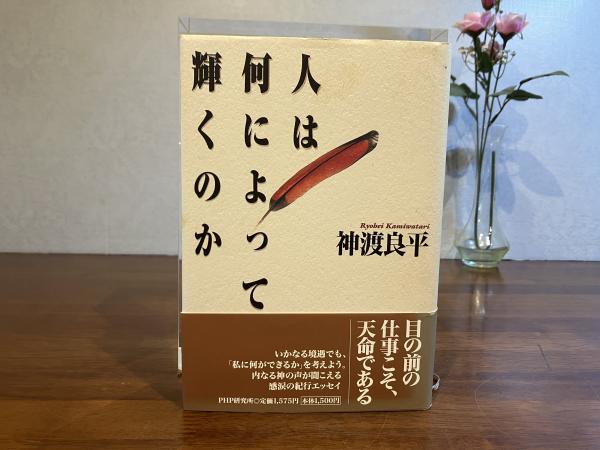 人は
何によって
輝くのか
Ryohei Kamiwatari
神渡良平
目の前の
仕事こそ、
天命である
いかなる境遇でも、
「私に何ができるか」を考えよう。
内なる神の声が聞こえる
感涙の紀行エッセイ
PHP研究所◎定価1,575円 本体1,500円